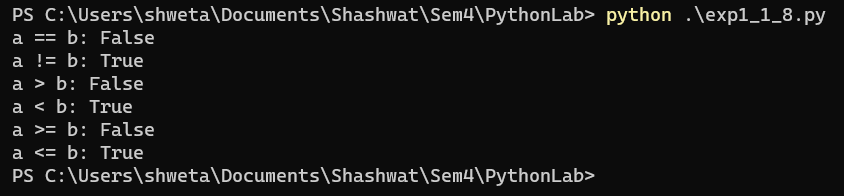 PS C:\Users\shweta\Documents\Shashwat\Sem4\PythonLab> python .\exp1_1_8.py
a == b: False
a != b: True
a > b: False
a < b: True
a >= b: False
a <= b: True
PS C:\Users\shweta\Documents\Shashwat\Sem4\PythonLab>